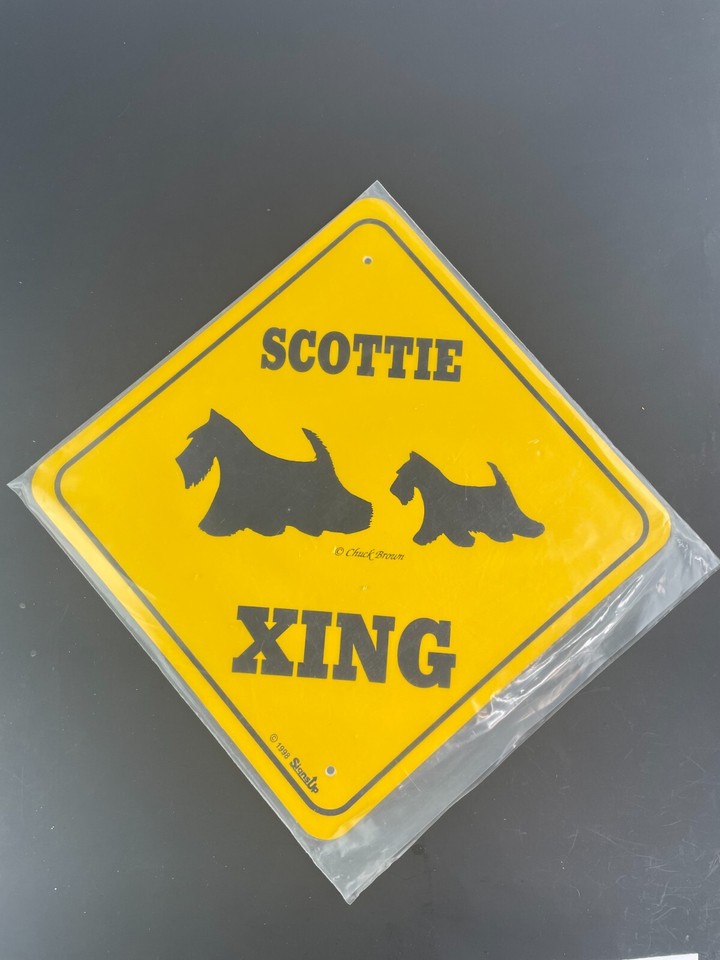 SCOTTIE
© Chuck Brown
XING
© 1998 SignsUp